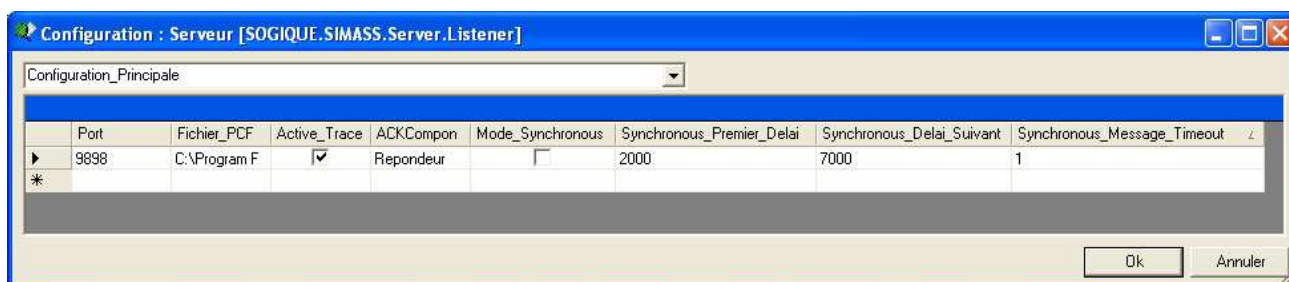 Configuration : Serveur [SOGIQUE.SIMASS.Server.Listener]
Configuration_Principale
Port Fichier_PCF Active_Trace ACKCompon Mode_Synchronous Synchronous_Premier_Delai Synchronous_Delai_Suivant Synchronous_Message_Timeout
9898 C:\Program F Repondeur 2000 7000 1
Ok Annuler